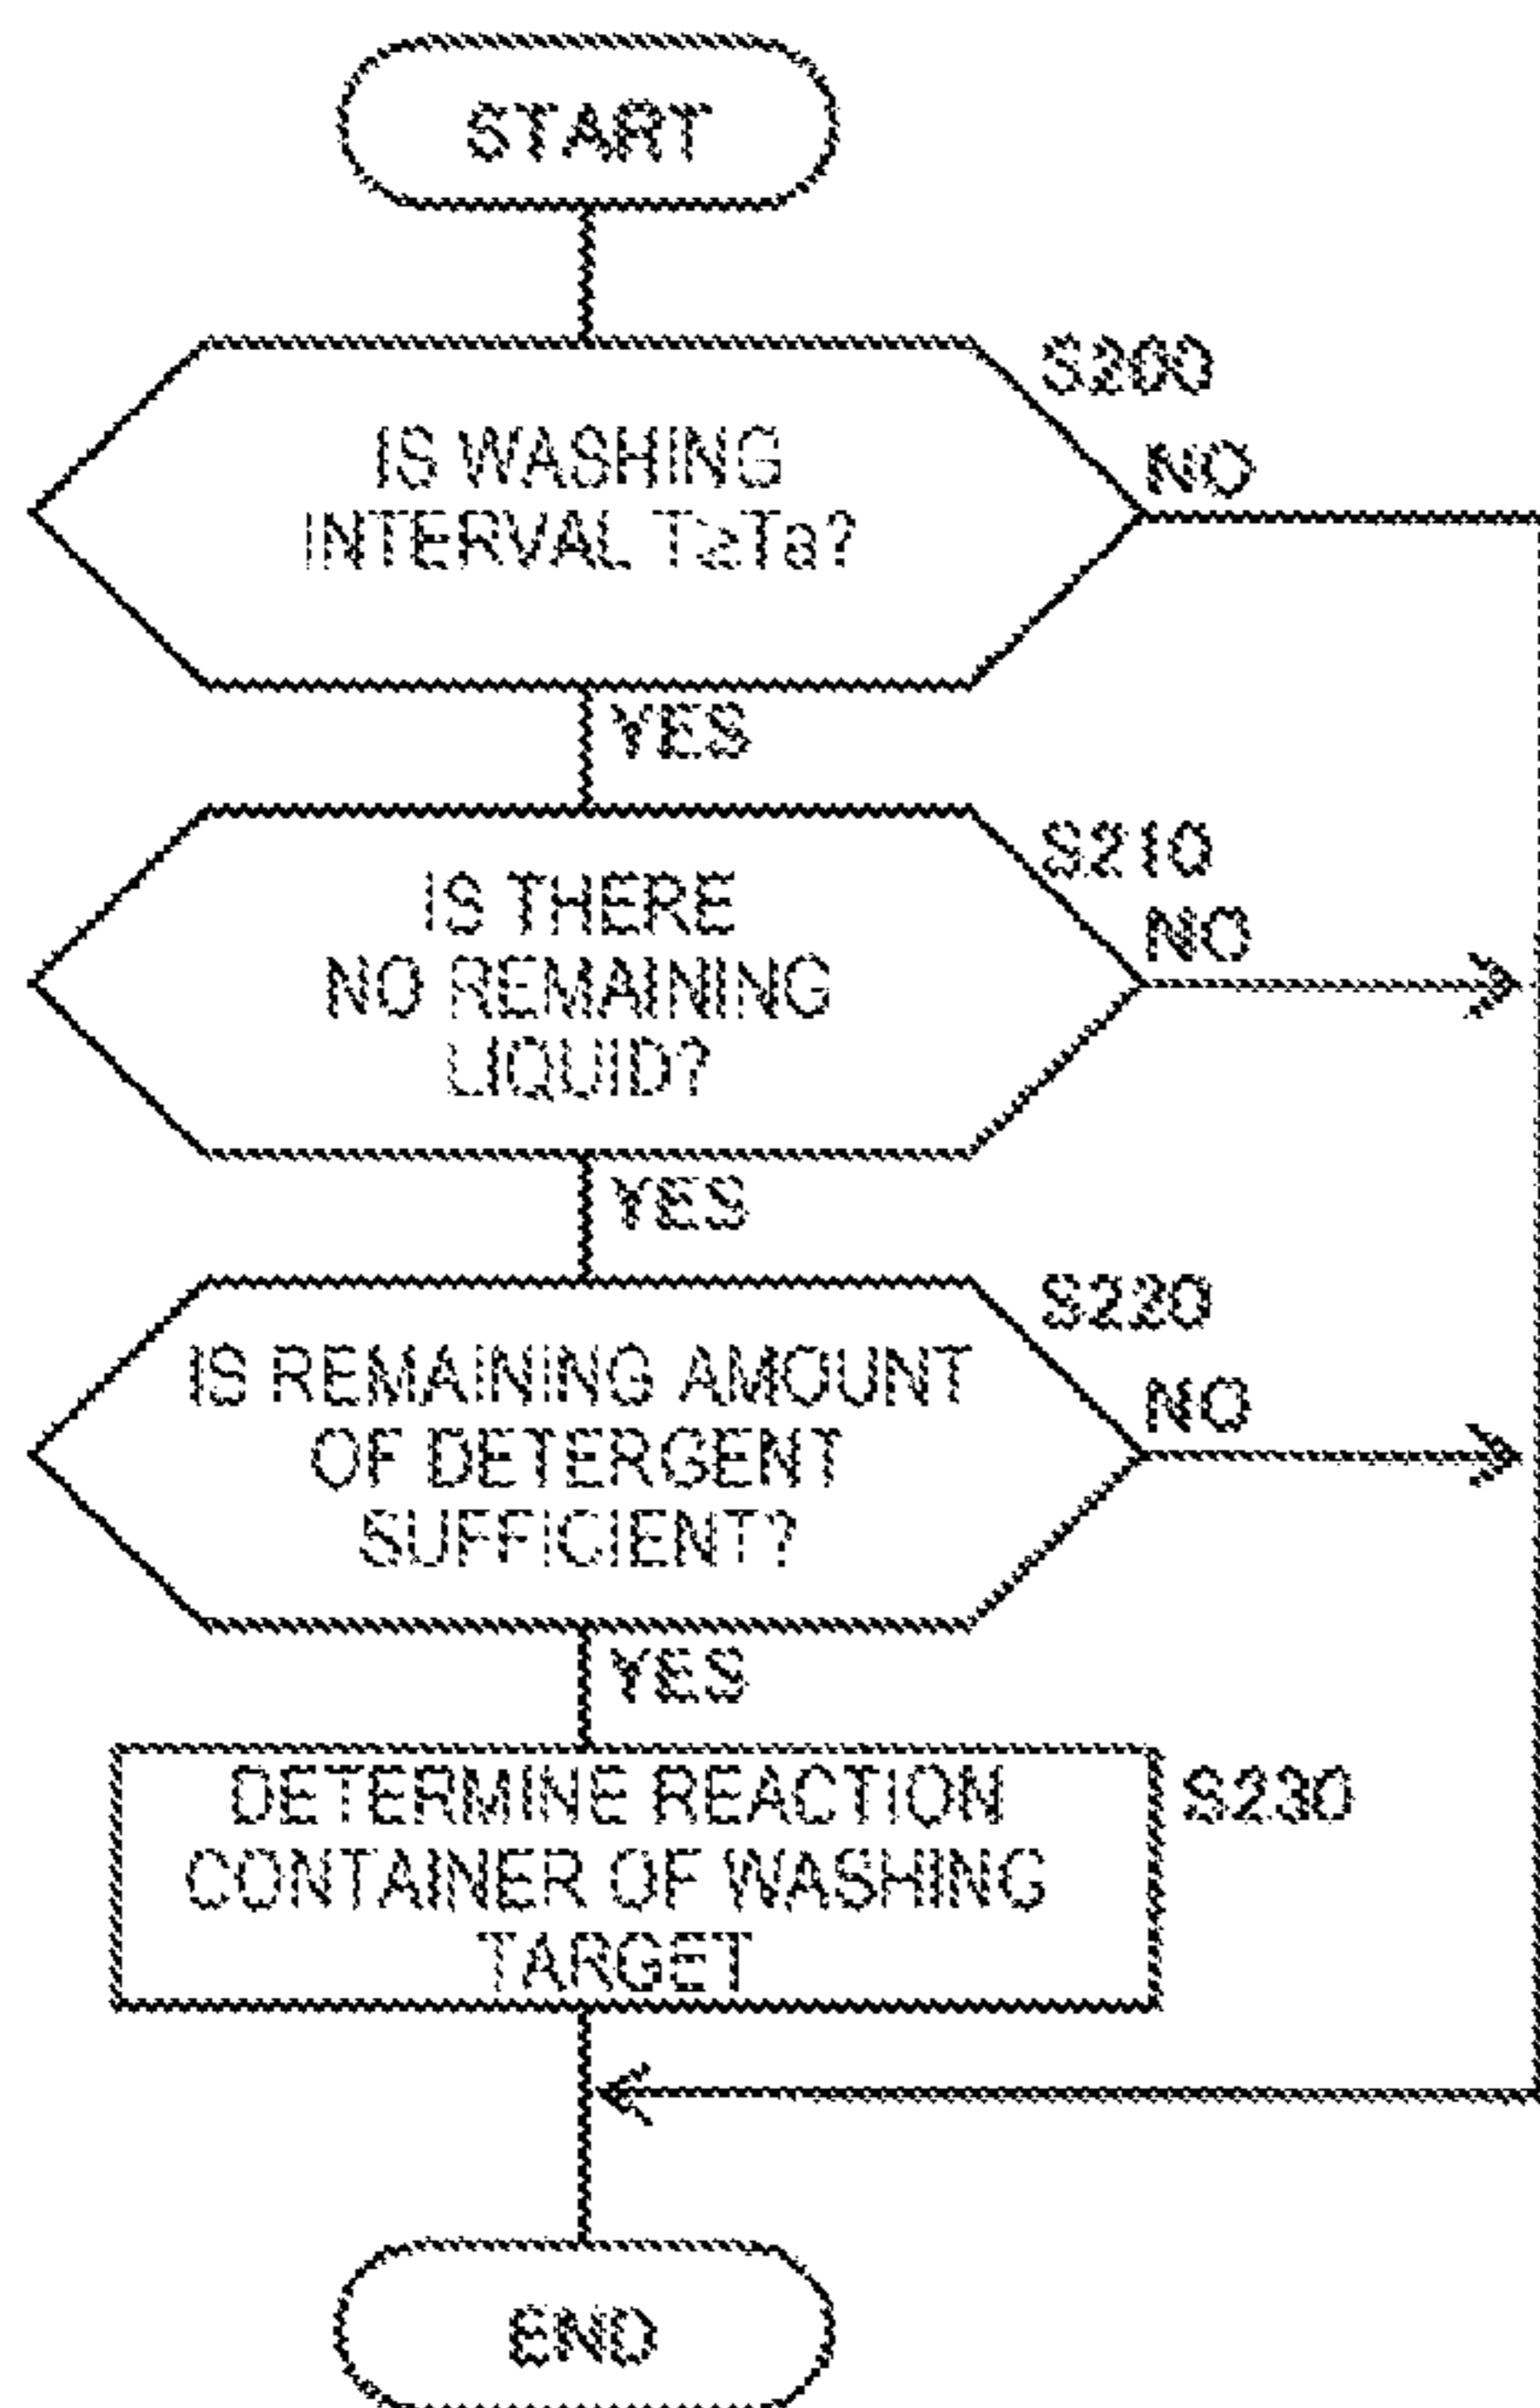 START
S200
IS WASHING
NO
INTERVAL T≥Ta?
YES
S210
IS THERE
NO
NO REMAINING
LIQUID?
YES
S220
IS REMAINING AMOUNT
NO
OF DETERGENT
SUFFICIENT?
YES
DETERMINE REACTION
S230
CONTAINER OF WASHING
TARGET
END